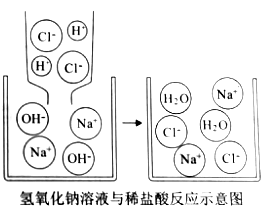 Cl⁻ H⁺
H⁺ Cl⁻
OH⁻ Na⁺
Na⁺ OH⁻
H₂O Na⁺
Cl⁻ H₂O
Na⁺ Cl⁻
氢氧化钠溶液与稀盐酸反应示意图